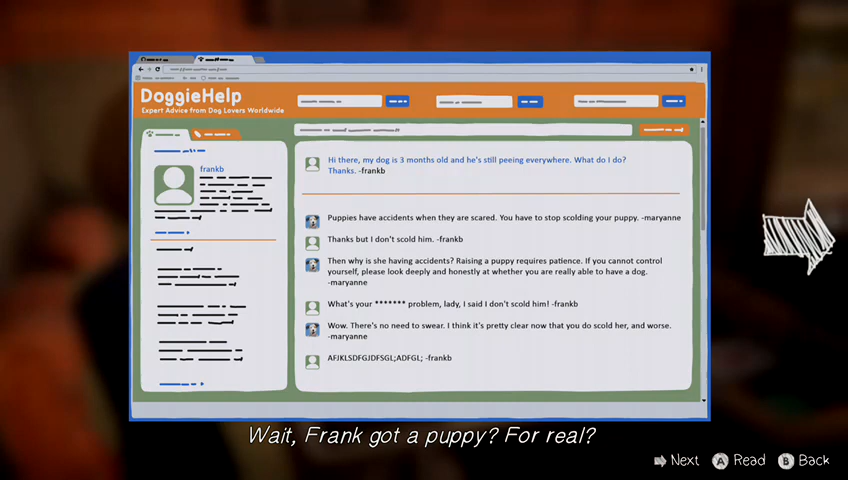 DoggieHelp
Expert Advice from Dog Lovers Worldwide
frankb
Hi there, my dog is 3 months old and he's still peeing everywhere. What do I do?
Thanks. -frankb
Puppies have accidents when they are scared. You have to stop scolding your puppy. -maryanne
Thanks but I don't scold him. -frankb
Then why is she having accidents? Raising a puppy requires patience. If you cannot control
yourself, please look deeply and honestly at whether you are really able to have a dog.
-maryanne
What's your ******* problem, lady, I said I don't scold him! -frankb
Wow. There's no need to swear. I think it's pretty clear now that you do scold her, and worse.
-maryanne
AFJKLSDFGJDFSGL;ADFGL; -frankb
Wait, Frank got a puppy? For real?
Next A Read B Back